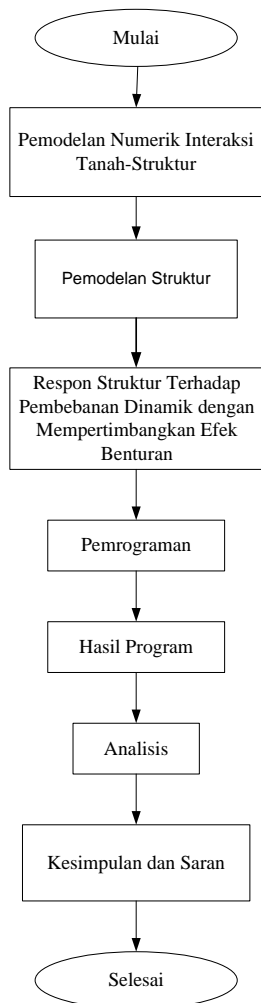 Mulai
Pemodelan Numerik Interaksi
Tanah-Struktur
Pemodelan Struktur
Respon Struktur Terhadap
Pembebanan Dinamik dengan
Mempertimbangkan Efek
Benturan
Pemrograman
Hasil Program
Analisis
Kesimpulan dan Saran
Selesai